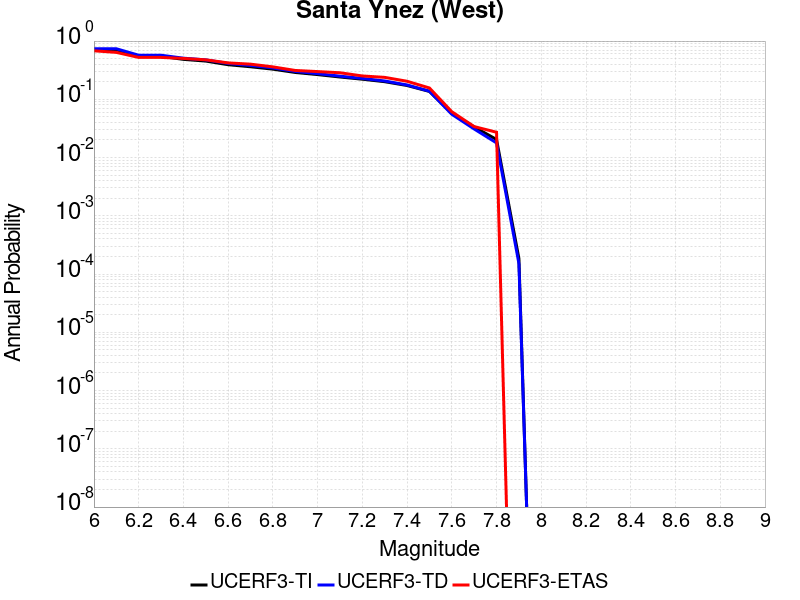 Santa Ynez (West)
10^0
10^-1
10^-2
10^-3
10^-4
10^-5
10^-6
10^-7
10^-8
Annual Probability
6 6.2 6.4 6.6 6.8 7 7.2 7.4 7.6 7.8 8 8.2 8.4 8.6 8.8 9
Magnitude
UCERF3-TI UCERF3-TD UCERF3-ETAS